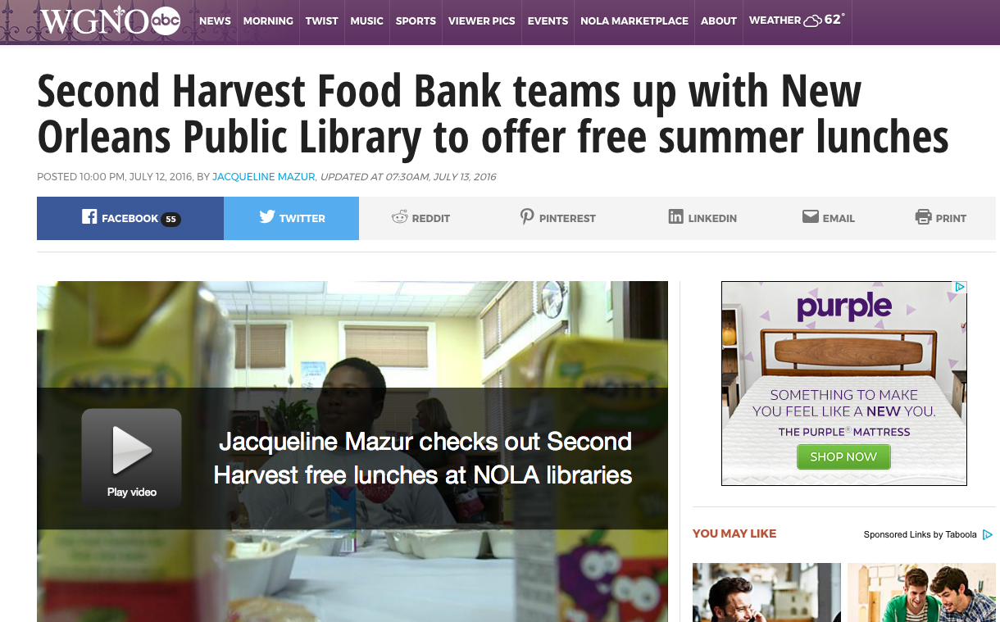 WGNO abc
NEWS MORNING TWIST MUSIC SPORTS VIEWER PICS EVENTS NOLA MARKETPLACE ABOUT WEATHER 62°
Second Harvest Food Bank teams up with New
Orleans Public Library to offer free summer lunches
POSTED 10:00 PM, JULY 12, 2016, BY JACQUELINE MAZUR, UPDATED AT 07:30AM, JULY 13, 2016
FACEBOOK 55 TWITTER REDDIT PINTEREST LINKEDIN EMAIL PRINT
MOTT'S
MOTT'S
Jacqueline Mazur checks out Second
Harvest free lunches at NOLA libraries
Play video
purple
SOMETHING TO MAKE
YOU FEEL LIKE A NEW YOU.
THE PURPLE® MATTRESS
SHOP NOW
YOU MAY LIKE
Sponsored Links by Taboola